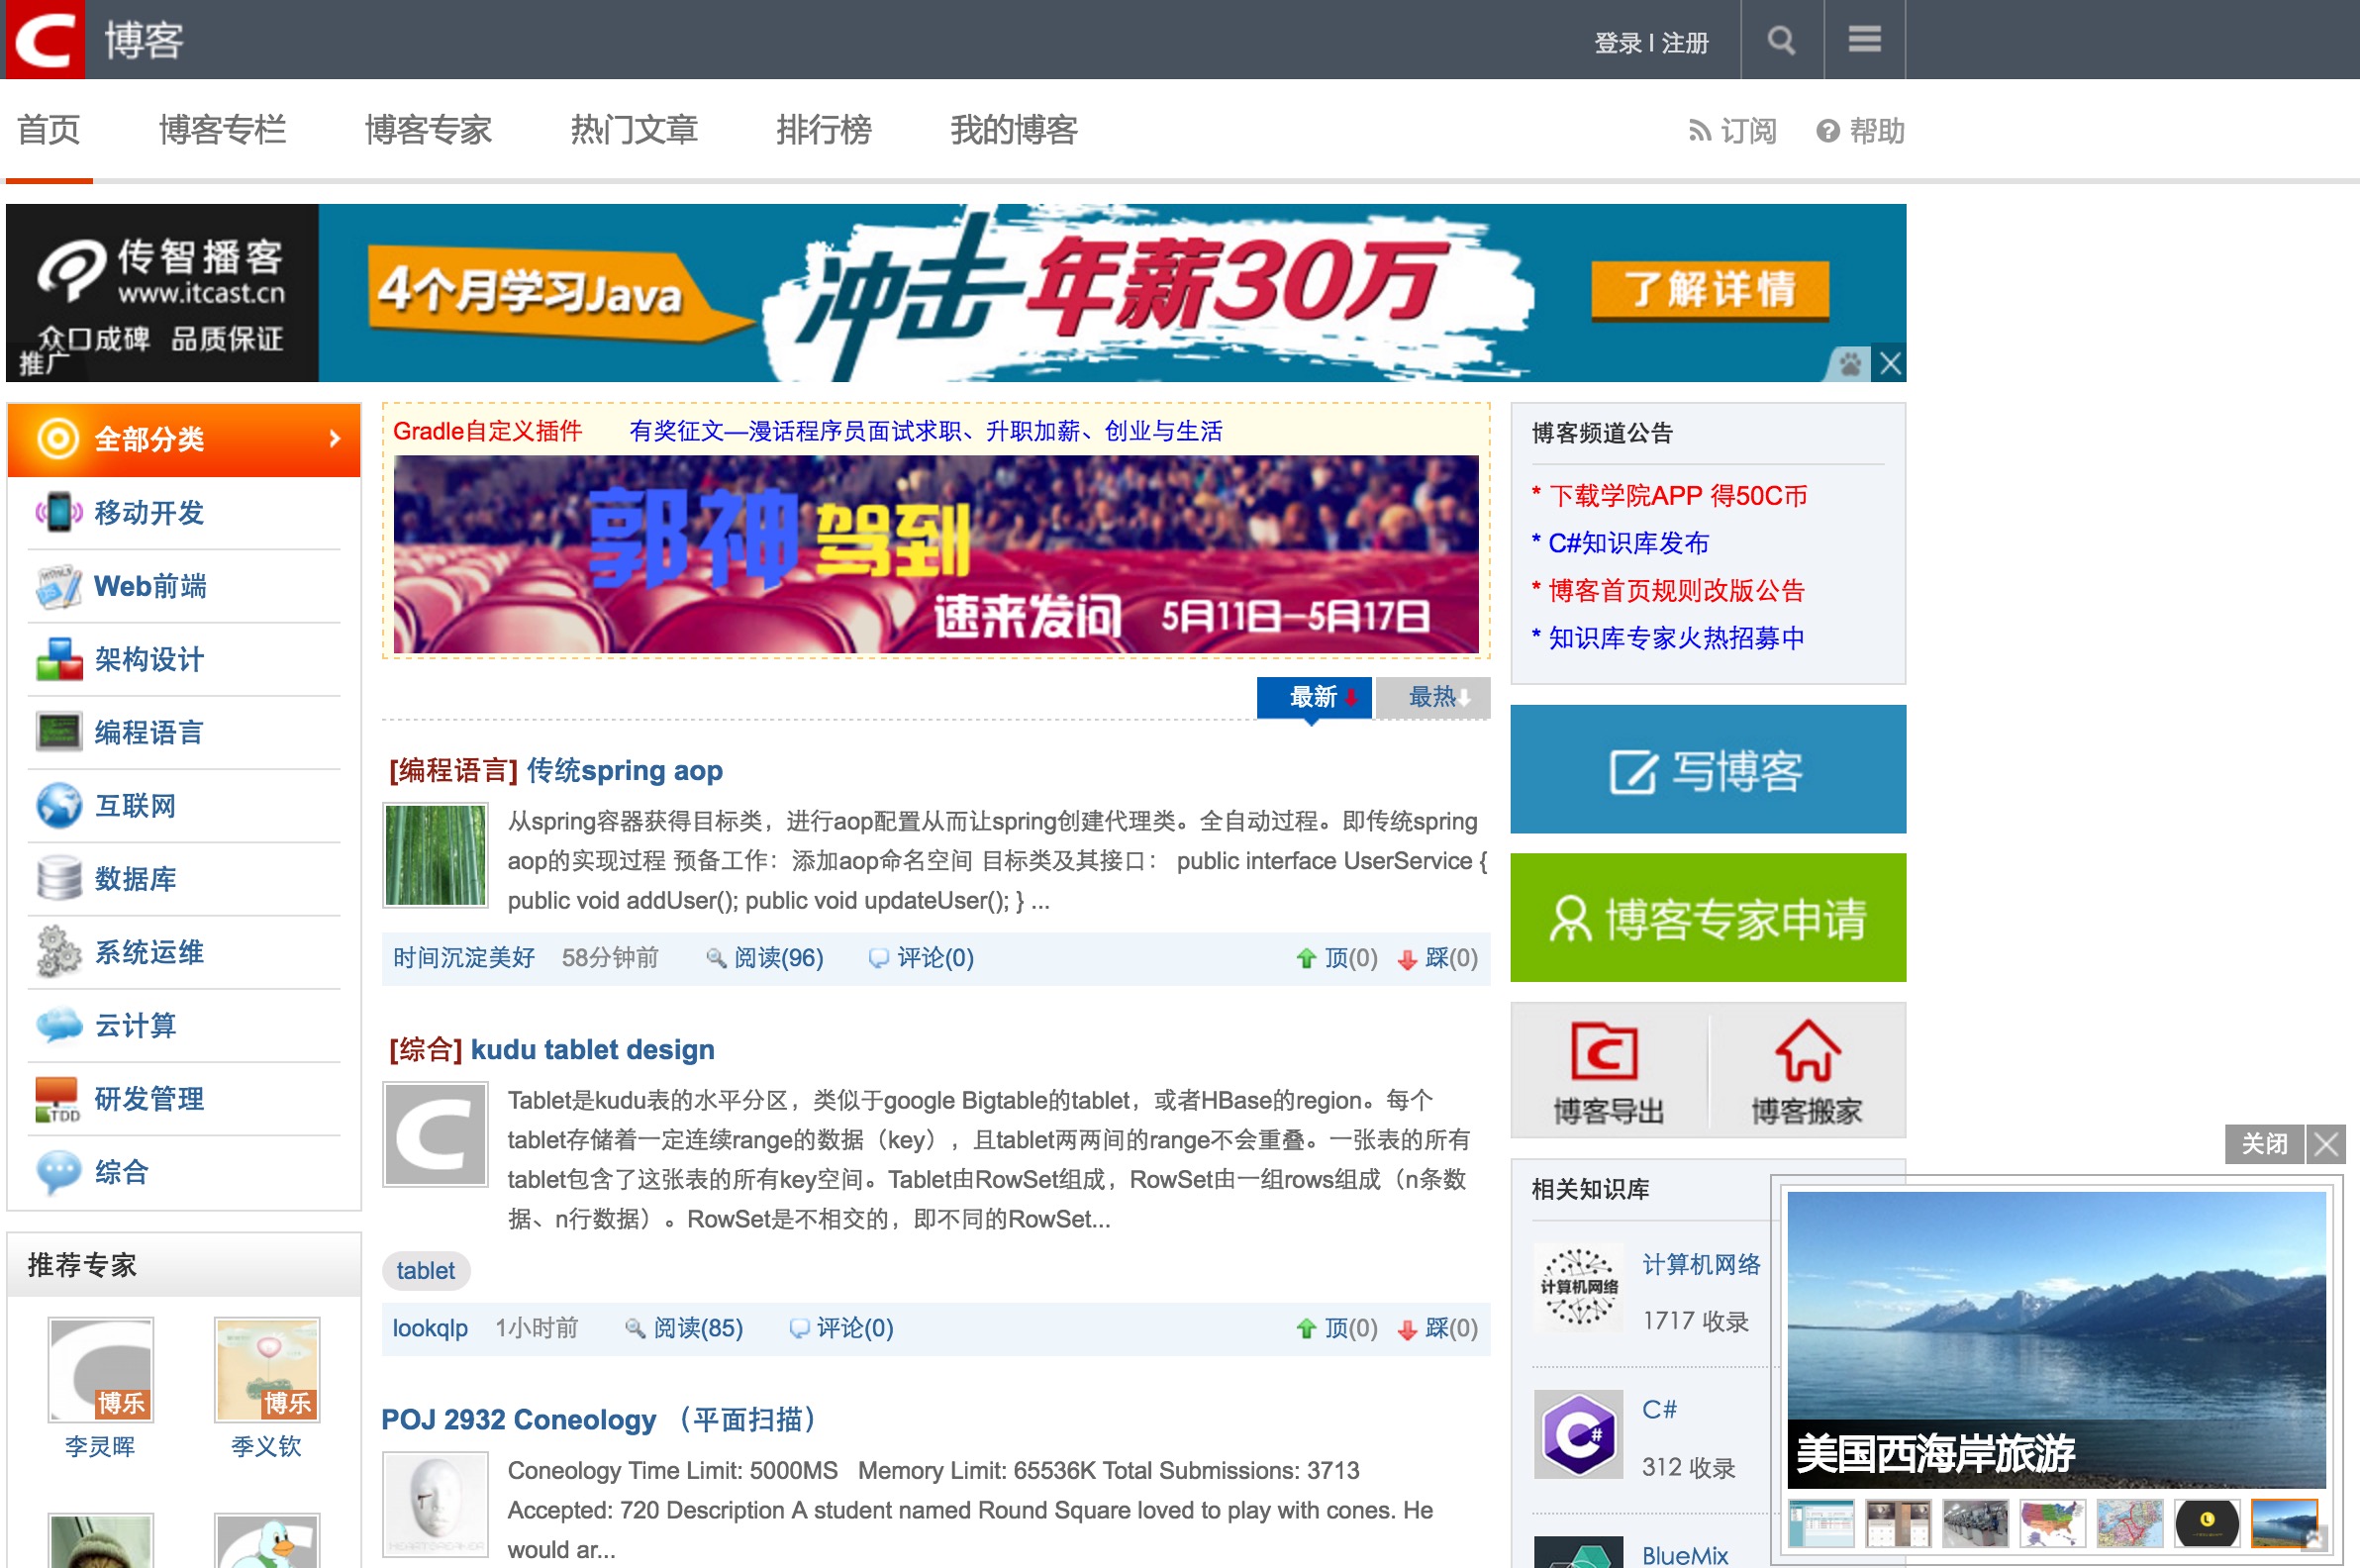 博客
登录 | 注册
首页
博客专栏
博客专家
热门文章
排行榜
我的博客
订阅
帮助
传智播客
www.itcast.cn
众口成碑 品质保证
推广
4个月学习Java
冲击年薪30万
了解详情
全部分类
移动开发
Web前端
架构设计
编程语言
互联网
数据库
系统运维
云计算
研发管理
综合
推荐专家
博乐
博乐
李灵晖
季义钦
Gradle自定义插件
有奖征文—漫话程序员面试求职、升职加薪、创业与生活
郭神驾到
速来发问 5月11日—5月17日
最新
最热
[编程语言] 传统spring aop
从spring容器获得目标类，进行aop配置从而让spring创建代理类。全自动过程。即传统spring
aop的实现过程 预备工作：添加aop命名空间 目标类及其接口： public interface UserService {
public void addUser(); public void updateUser(); } ...
时间沉淀美好 58分钟前 阅读(96) 评论(0) 顶(0) 踩(0)
[综合] kudu tablet design
Tablet是kudu表的水平分区，类似于google Bigtable的tablet，或者HBase的region。每个
tablet存储着一定连续range的数据（key），且tablet两两间的range不会重叠。一张表的所有
tablet包含了这张表的所有key空间。Tablet由RowSet组成，RowSet由一组rows组成（n条数
据、n行数据）。RowSet是不相交的，即不同的RowSet...
tablet
lookqlp 1小时前 阅读(85) 评论(0) 顶(0) 踩(0)
POJ 2932 Coneology （平面扫描）
Coneology Time Limit: 5000MS Memory Limit: 65536K Total Submissions: 3713
Accepted: 720 Description A student named Round Square loved to play with cones. He
would ar...
博客频道公告
* 下载学院APP 得50C币
* C#知识库发布
* 博客首页规则改版公告
* 知识库专家火热招募中
写博客
博客专家申请
博客导出
博客搬家
相关知识库
计算机网络
计算机网络
1717 收录
C#
312 收录
BlueMix
关闭
美国西海岸旅游